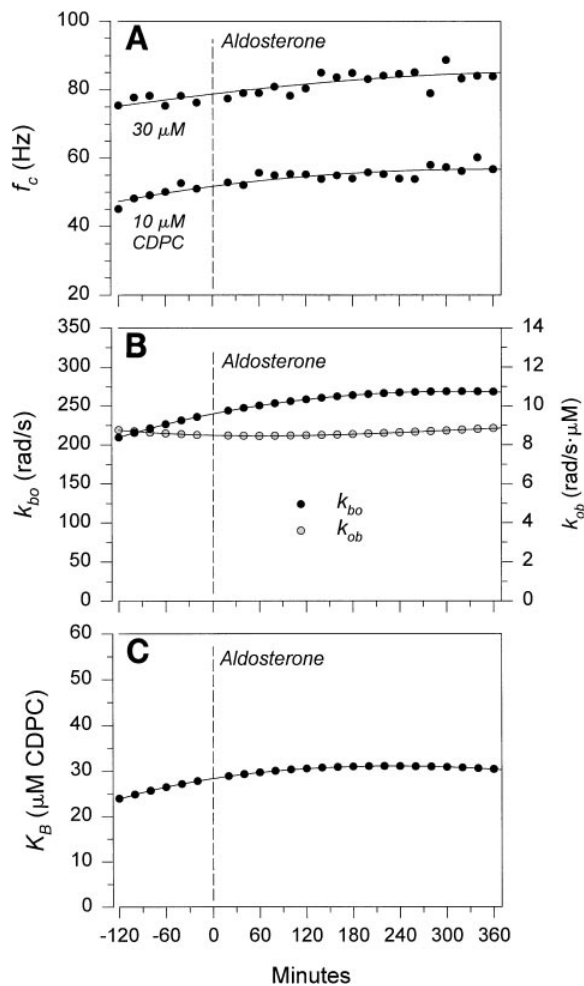 A
Aldosterone
100
80
60
40
20
f_c (Hz)
30 μM
10 μM
CDPC
B
Aldosterone
350
300
250
200
150
100
50
0
k_bo (rad/s)
14
12
10
8
6
4
2
0
k_ob (rad/s·μM)
k_bo
k_ob
C
Aldosterone
60
50
40
30
20
10
0
K_B (μM CDPC)
-120 -60 0 60 120 180 240 300 360
Minutes